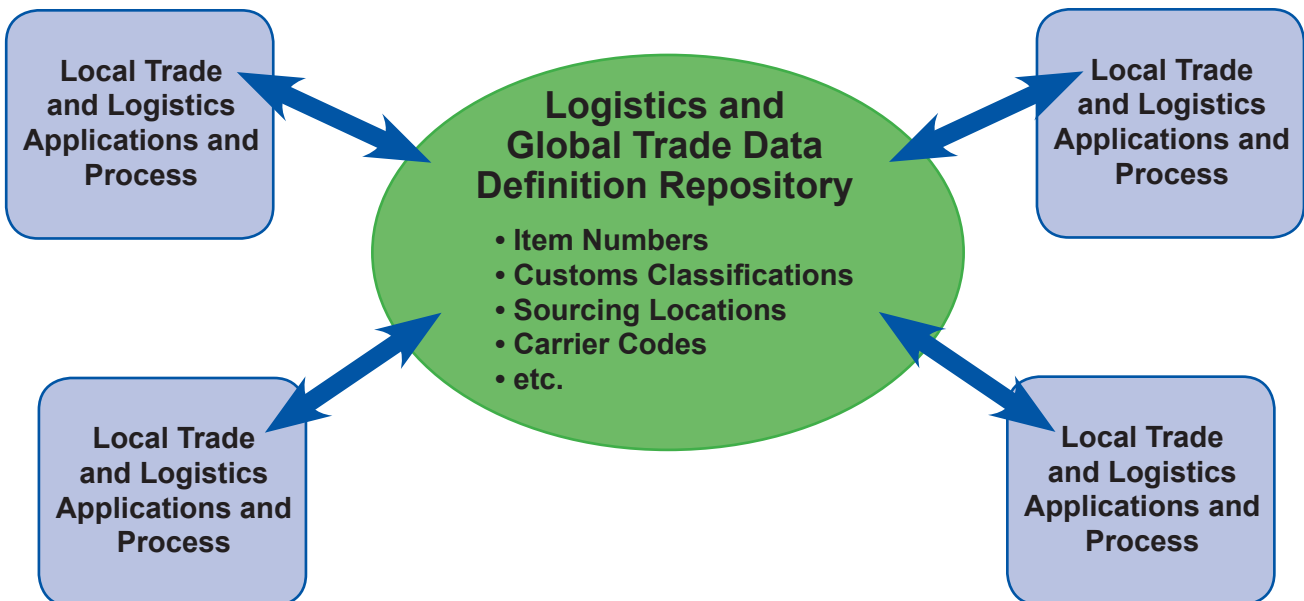 Local Trade
and Logistics
Applications and
Process
Logistics and
Global Trade Data
Definition Repository
• Item Numbers
• Customs Classifications
• Sourcing Locations
• Carrier Codes
• etc.
Local Trade
and Logistics
Applications and
Process
Local Trade
and Logistics
Applications and
Process
Local Trade
and Logistics
Applications and
Process